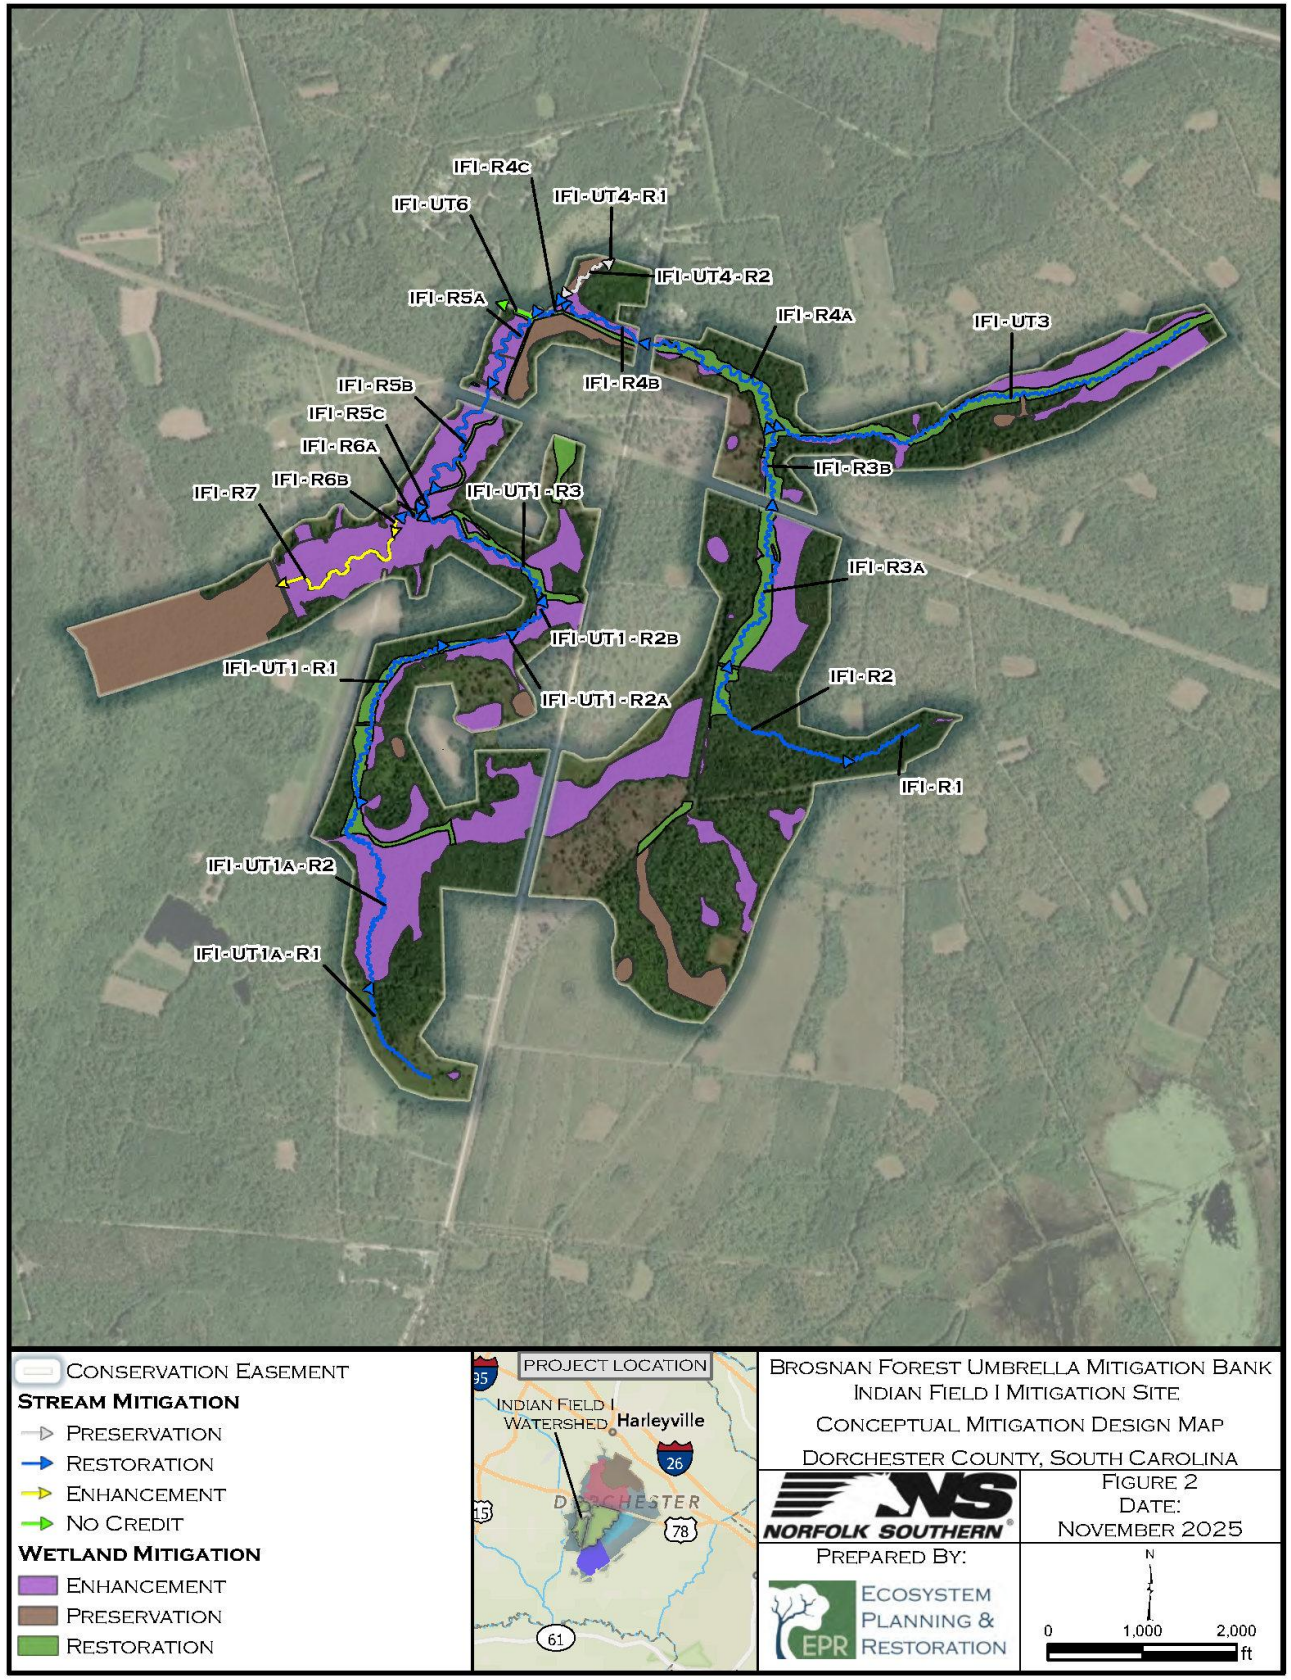 IFI-R4C
IFI-UT4-R1
IFI-UT6
IFI-UT4-R2
IFI-R5A
IFI-R4A
IFI-UT3
IFI-R4B
IFI-R5B
IFI-R5C
IFI-R6A
IFI-R3B
IFI-R6B
IFI-R7
IFI-UT1-R3
IFI-R3A
IFI-UT1-R2B
IFI-UT1-R1
IFI-R2
IFI-UT1-R2A
IFI-R1
IFI-UT1A-R2
IFI-UT1A-R1
CONSERVATION EASEMENT
STREAM MITIGATION
PRESERVATION
RESTORATION
ENHANCEMENT
NO CREDIT
WETLAND MITIGATION
ENHANCEMENT
PRESERVATION
RESTORATION
PROJECT LOCATION
95
INDIAN FIELD I
WATERSHED
Harleyville
26
DORCHESTER
15
78
61
BROSNAN FOREST UMBRELLA MITIGATION BANK
INDIAN FIELD I MITIGATION SITE
CONCEPTUAL MITIGATION DESIGN MAP
DORCHESTER COUNTY, SOUTH CAROLINA
NS
NORFOLK SOUTHERN®
FIGURE 2
DATE:
NOVEMBER 2025
PREPARED BY:
EPR
ECOSYSTEM
PLANNING &
RESTORATION
N
0 1,000 2,000
ft